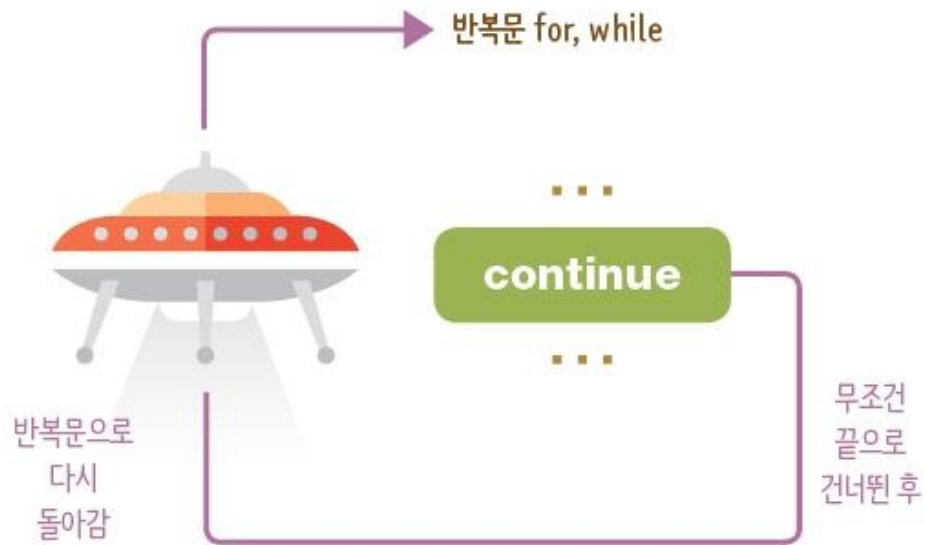 반복문 for, while
...
continue
...
무조건
끝으로
건너뛴 후
반복문으로
다시
돌아감